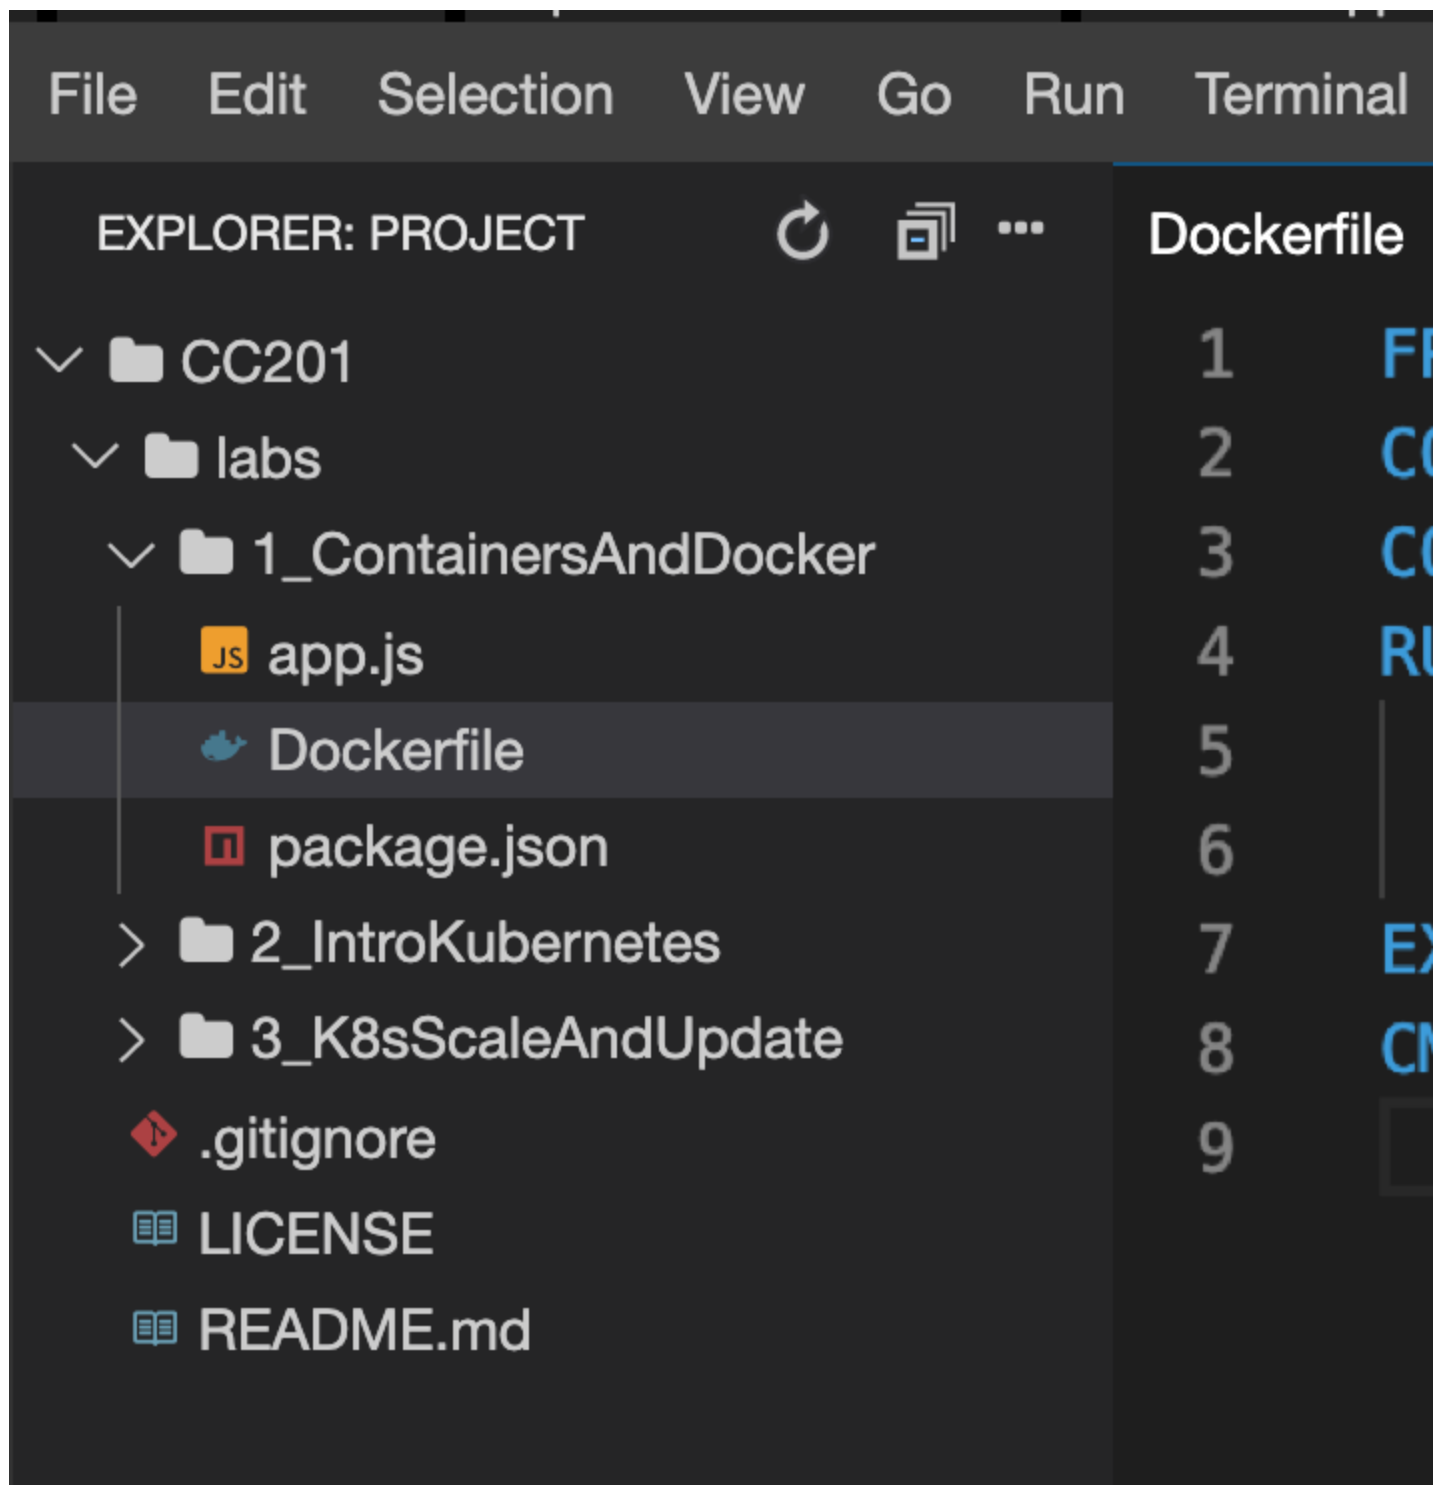 File Edit Selection View Go Run Terminal
EXPLORER: PROJECT
Dockerfile
CC201
labs
1_ContainersAndDocker
JS app.js
Dockerfile
package.json
2_IntroKubernetes
3_K8sScaleAndUpdate
.gitignore
LICENSE
README.md
1
2
3
4
5
6
7
8
9